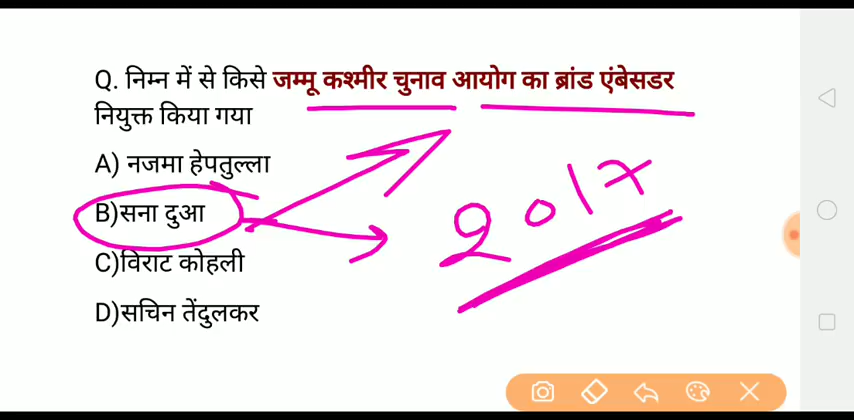 Q. निम्न में से किसे जम्मू कश्मीर चुनाव आयोग का ब्रांड एंबेसडर
नियुक्त किया गया
A) नजमा हेपतुल्ला
B)सना दुआ
2017
C)विराट कोहली
D)सचिन तेंदुलकर